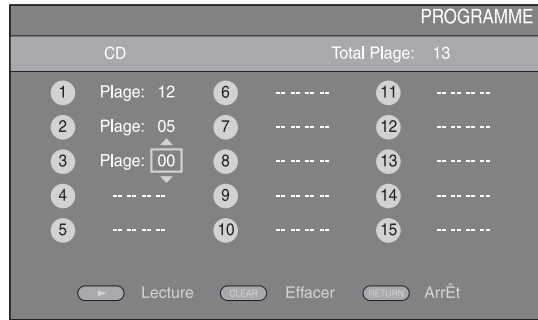 PROGRAMME
CD Total Plage: 13
1 Plage: 12 6 -- -- -- -- 11 -- -- -- --
2 Plage: 05 7 -- -- -- -- 12 -- -- -- --
3 Plage: 00 8 -- -- -- -- 13 -- -- -- --
4 -- -- -- -- 9 -- -- -- -- 14 -- -- -- --
5 -- -- -- -- 10 -- -- -- -- 15 -- -- -- --
Lecture CLEAR Effacer RETURN ArrÊt